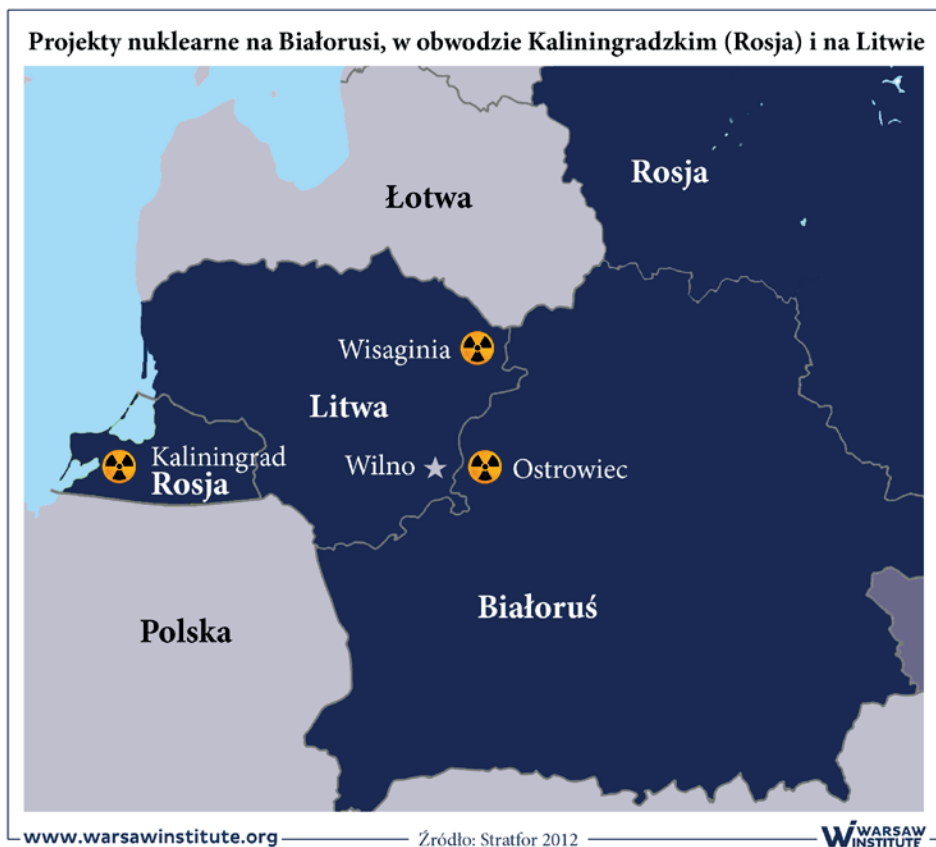 Projekty nuklearne na Białorusi, w obwodzie Kaliningradzkim (Rosja) i na Litwie
Rosja
Łotwa
Wisaginia
Litwa
Kaliningrad
Rosja
Wilno
Ostrowiec
Białoruś
Polska
www.warsawinstitute.org
Źródło: Stratfor 2012
WARSAW
INSTITUTE